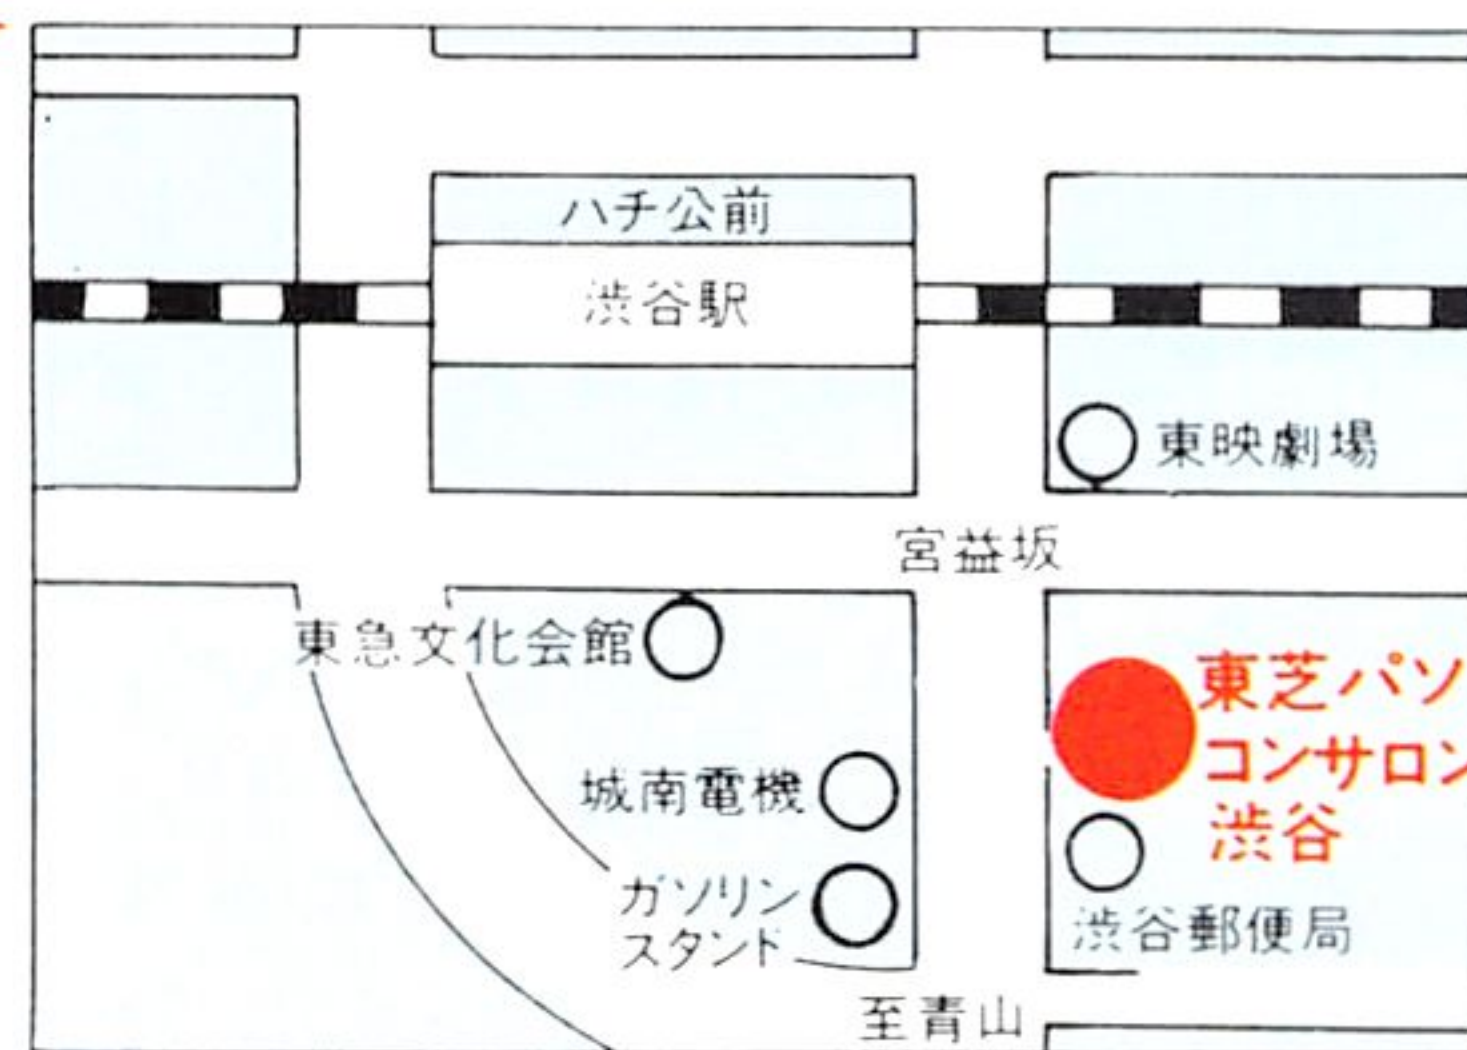 ハチ公前
渋谷駅
東映劇場
宮益坂
東急文化会館
東芝パソ
コンサロン
渋谷
城南電機
ガソリン
スタンド
渋谷郵便局
至青山